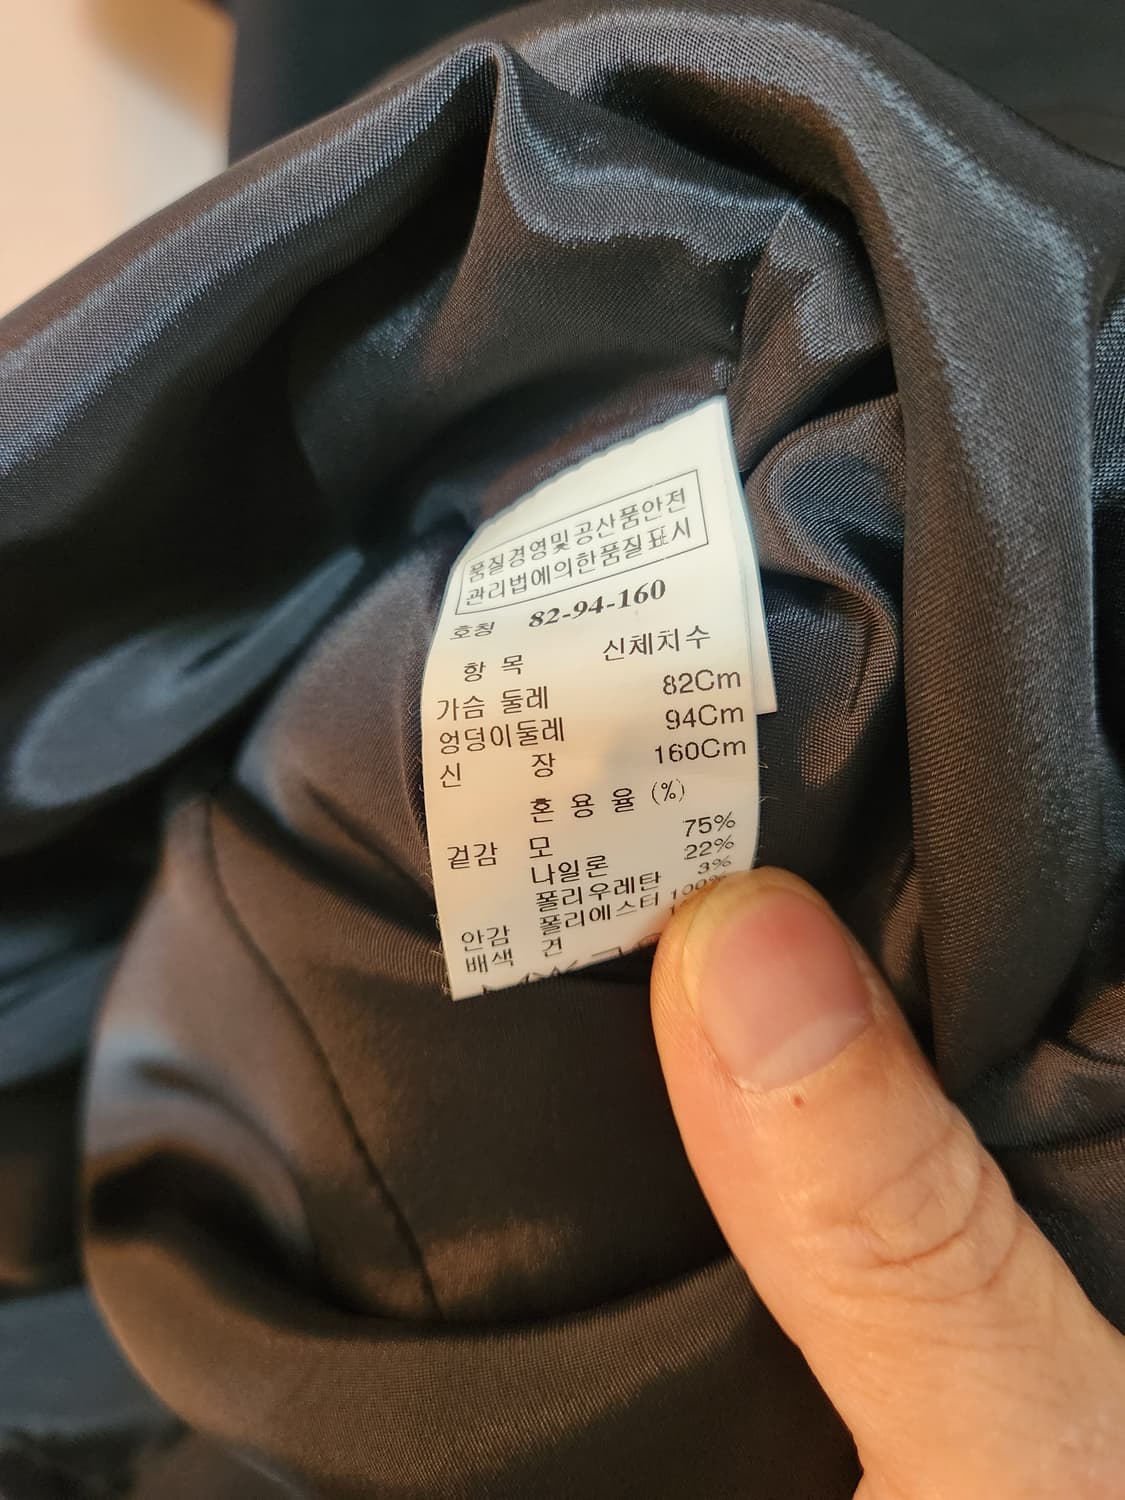 품질경영및공산품안전
관리법에의한품질표시
호칭 82-94-160
항 목 신체치수
가슴 둘레 82Cm
엉덩이둘레 94Cm
신 장 160Cm
혼 용 율 (%)
겉감 모 75%
나일론 22%
폴리우레탄 3%
안감 폴리에스터 100%
배색 견